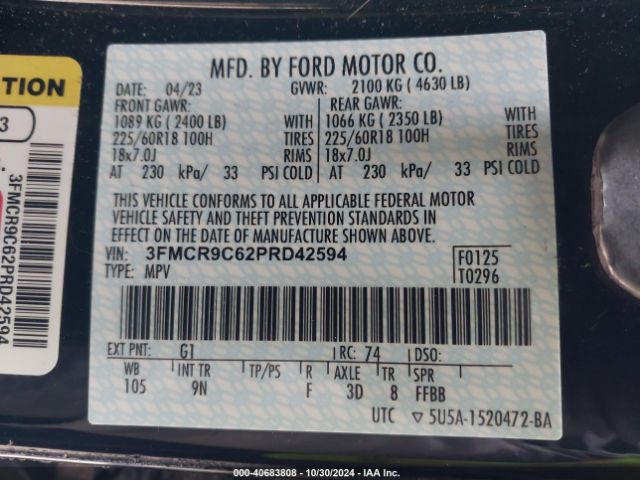 MFD. BY FORD MOTOR CO.
DATE: 04/23 GVWR: 2100 KG ( 4630 LB)
FRONT GAWR: REAR GAWR:
1089 KG ( 2400 LB) WITH 1066 KG ( 2350 LB) WITH
225/60R18 100H TIRES 225/60R18 100H TIRES
18x7.0J RIMS 18x7.0J RIMS
AT 230 kPa/ 33 PSI COLD AT 230 kPa/ 33 PSI COLD
THIS VEHICLE CONFORMS TO ALL APPLICABLE FEDERAL MOTOR
VEHICLE SAFETY AND THEFT PREVENTION STANDARDS IN
EFFECT ON THE DATE OF MANUFACTURE SHOWN ABOVE.
VIN: 3FMCR9C62PRD42594
TYPE: MPV
F0125
T0296
EXT PNT: G1 RC: 74 DSO:
WB INT TR TP/PS R AXLE TR SPR
105 9N F 3D 8 FFBB
UTC ▽ 5U5A-1520472-BA
TION
3
3FMCR9C62PRD42594
000-40683808 - 10/30/2024 - IAA Inc.